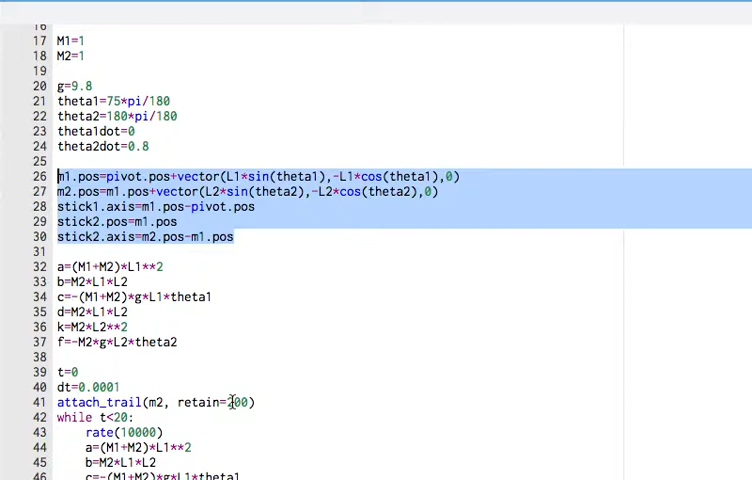 16
17 M1=1
18 M2=1
19
20 g=9.8
21 theta1=75*pi/180
22 theta2=180*pi/180
23 theta1dot=0
24 theta2dot=0.8
25
26 m1.pos=pivot.pos+vector(L1*sin(theta1),-L1*cos(theta1),0)
27 m2.pos=m1.pos+vector(L2*sin(theta2),-L2*cos(theta2),0)
28 stick1.axis=m1.pos-pivot.pos
29 stick2.pos=m1.pos
30 stick2.axis=m2.pos-m1.pos
31
32 a=(M1+M2)*L1**2
33 b=M2*L1*L2
34 c=-(M1+M2)*g*L1*theta1
35 d=M2*L1*L2
36 k=M2*L2**2
37 f=-M2*g*L2*theta2
38
39 t=0
40 dt=0.0001
41 attach_trail(m2, retain=200)
42 while t<20:
43 rate(10000)
44 a=(M1+M2)*L1**2
45 b=M2*L1*L2
46 c=-(M1+M2)*g*L1*theta1